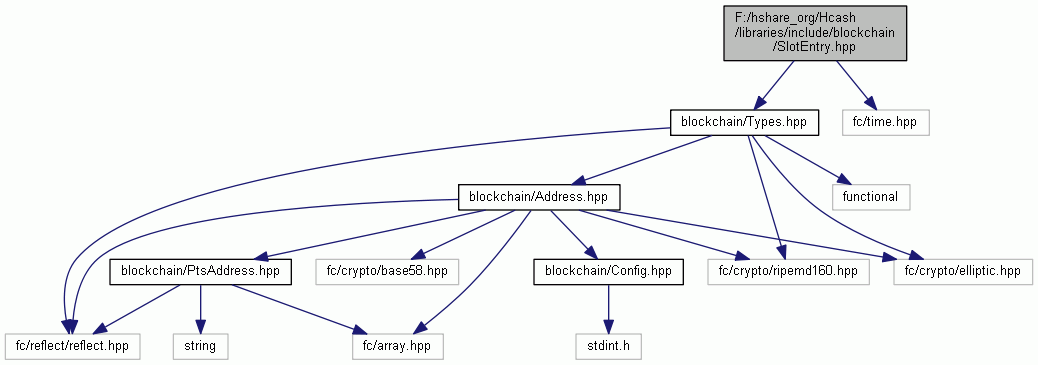 F:/hshare_org/Hcash
/libraries/include/blockchain
/SlotEntry.hpp
blockchain/Types.hpp
fc/time.hpp
blockchain/Address.hpp
functional
blockchain/PtsAddress.hpp
fc/crypto/base58.hpp
blockchain/Config.hpp
fc/crypto/ripemd160.hpp
fc/crypto/elliptic.hpp
fc/reflect/reflect.hpp
string
fc/array.hpp
stdint.h